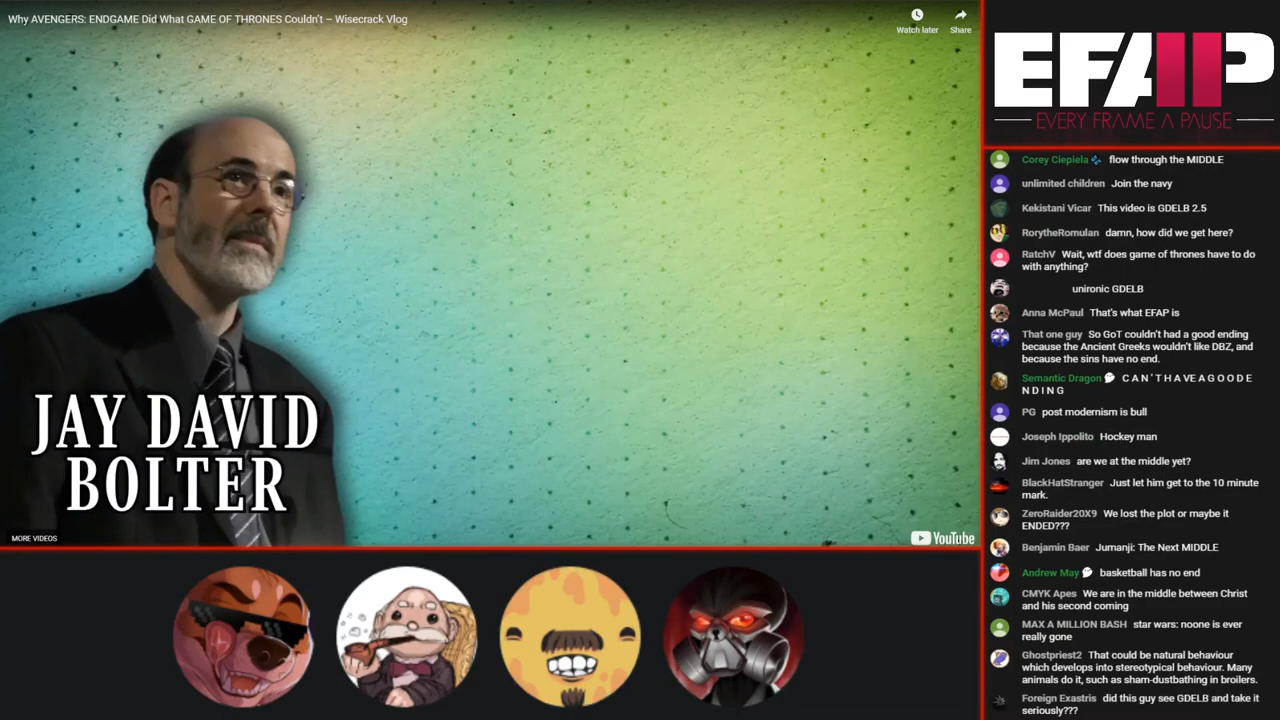 Why AVENGERS: ENDGAME Did What GAME OF THRONES Couldn't – Wisecrack Vlog
Watch later
Share
JAY DAVID
BOLTER
MORE VIDEOS
YouTube
EFAP
EVERY FRAME A PAUSE
Corey Ciepiela flow through the MIDDLE
unlimited children Join the navy
Kekistani Vicar This video is GDELB 2.5
RorytheRomulan damn, how did we get here?
RatchV Wait, wtf does game of thrones have to do
with anything?
unironic GDELB
Anna McPaul That's what EFAP is
That one guy So GoT couldn't had a good ending
because the Ancient Greeks wouldn't like DBZ, and
because the sins have no end.
Semantic Dragon C A N ' T H A V E A G O O D E
N D I N G
PG post modernism is bull
Joseph Ippolito Hockey man
Jim Jones are we at the middle yet?
BlackHatStranger Just let him get to the 10 minute
mark.
ZeroRaider20X9 We lost the plot or maybe it
ENDED???
Benjamin Baer Jumanji: The Next MIDDLE
Andrew May basketball has no end
CMYK Apes We are in the middle between Christ
and his second coming
MAX A MILLION BASH star wars: noone is ever
really gone
Ghostpriest2 That could be natural behaviour
which develops into stereotypical behaviour. Many
animals do it, such as sham-dustbathing in broilers.
Foreign Exastris did this guy see GDELB and take it
seriously???